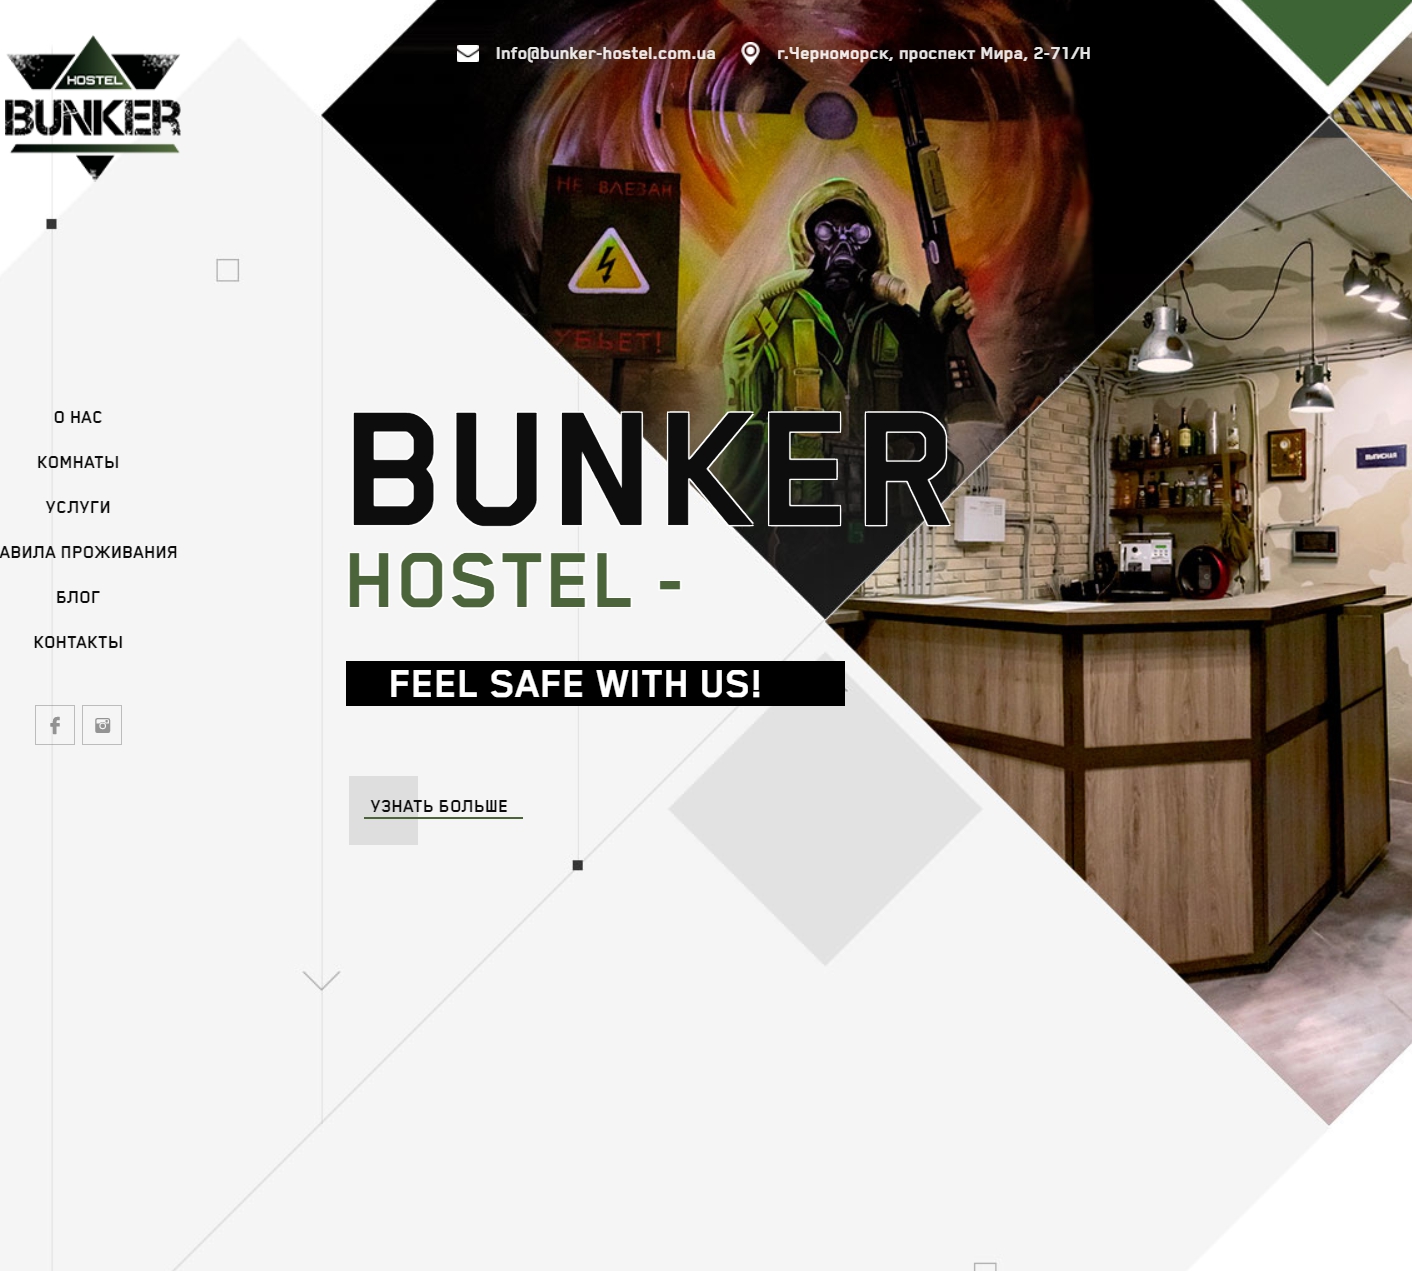 HOSTEL
BUNKER
Info@bunker-hostel.com.ua
г.Черноморск, проспект Мира, 2-71/Н
НЕ ВЛЕЗАЙ
УБЬЕТ!
О НАС
КОМНАТЫ
УСЛУГИ
АВИЛА ПРОЖИВАНИЯ
БЛОГ
КОНТАКТЫ
BUNKER
HOSTEL -
FEEL SAFE WITH US!
УЗНАТЬ БОЛЬШЕ